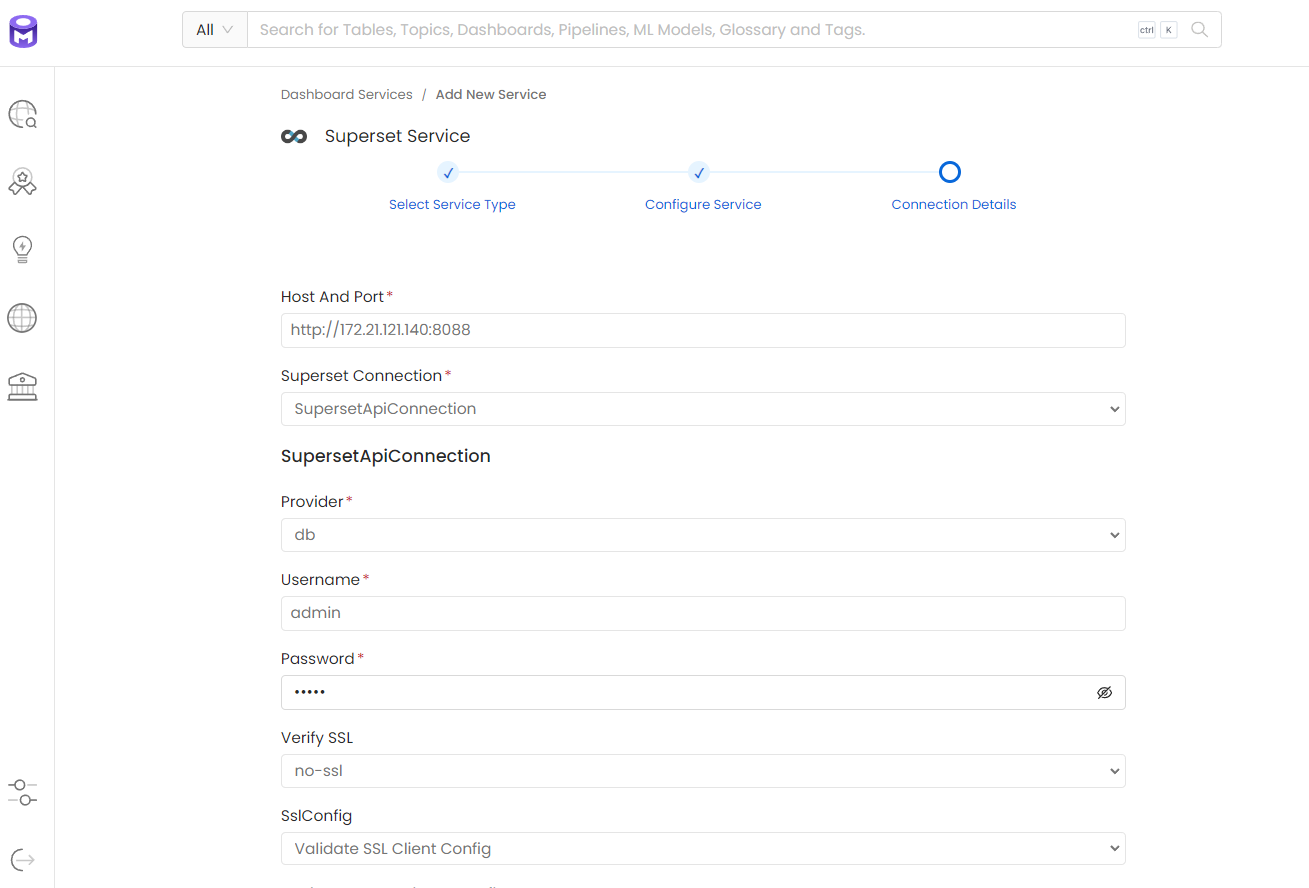 All
Search for Tables, Topics, Dashboards, Pipelines, ML Models, Glossary and Tags.
ctrl K
Dashboard Services / Add New Service
Superset Service
Select Service Type
Configure Service
Connection Details
Host And Port*
http://172.21.121.140:8088
Superset Connection*
SupersetApiConnection
SupersetApiConnection
Provider*
db
Username*
admin
Password*
•••••
Verify SSL
no-ssl
SslConfig
Validate SSL Client Config